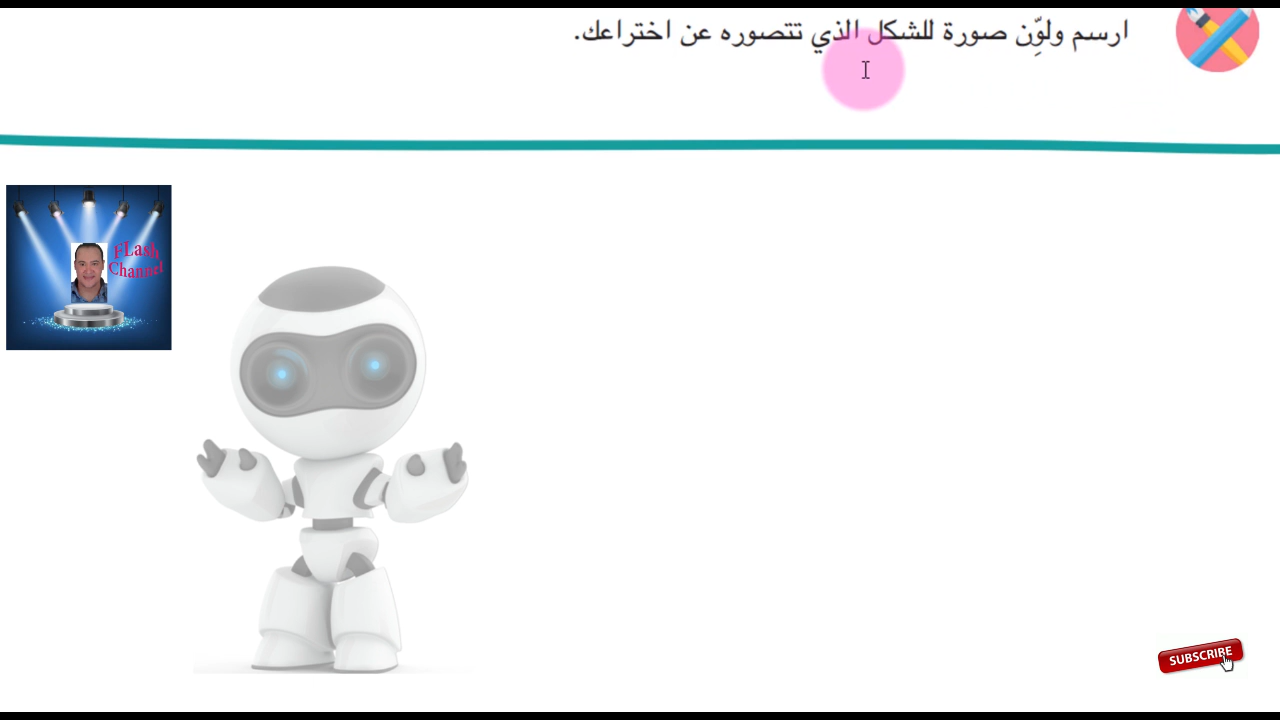 ارسم ولوِّن صورة للشكل الذي تتصوره عن اختراعك.
FLash
Channel
SUBSCRIBE